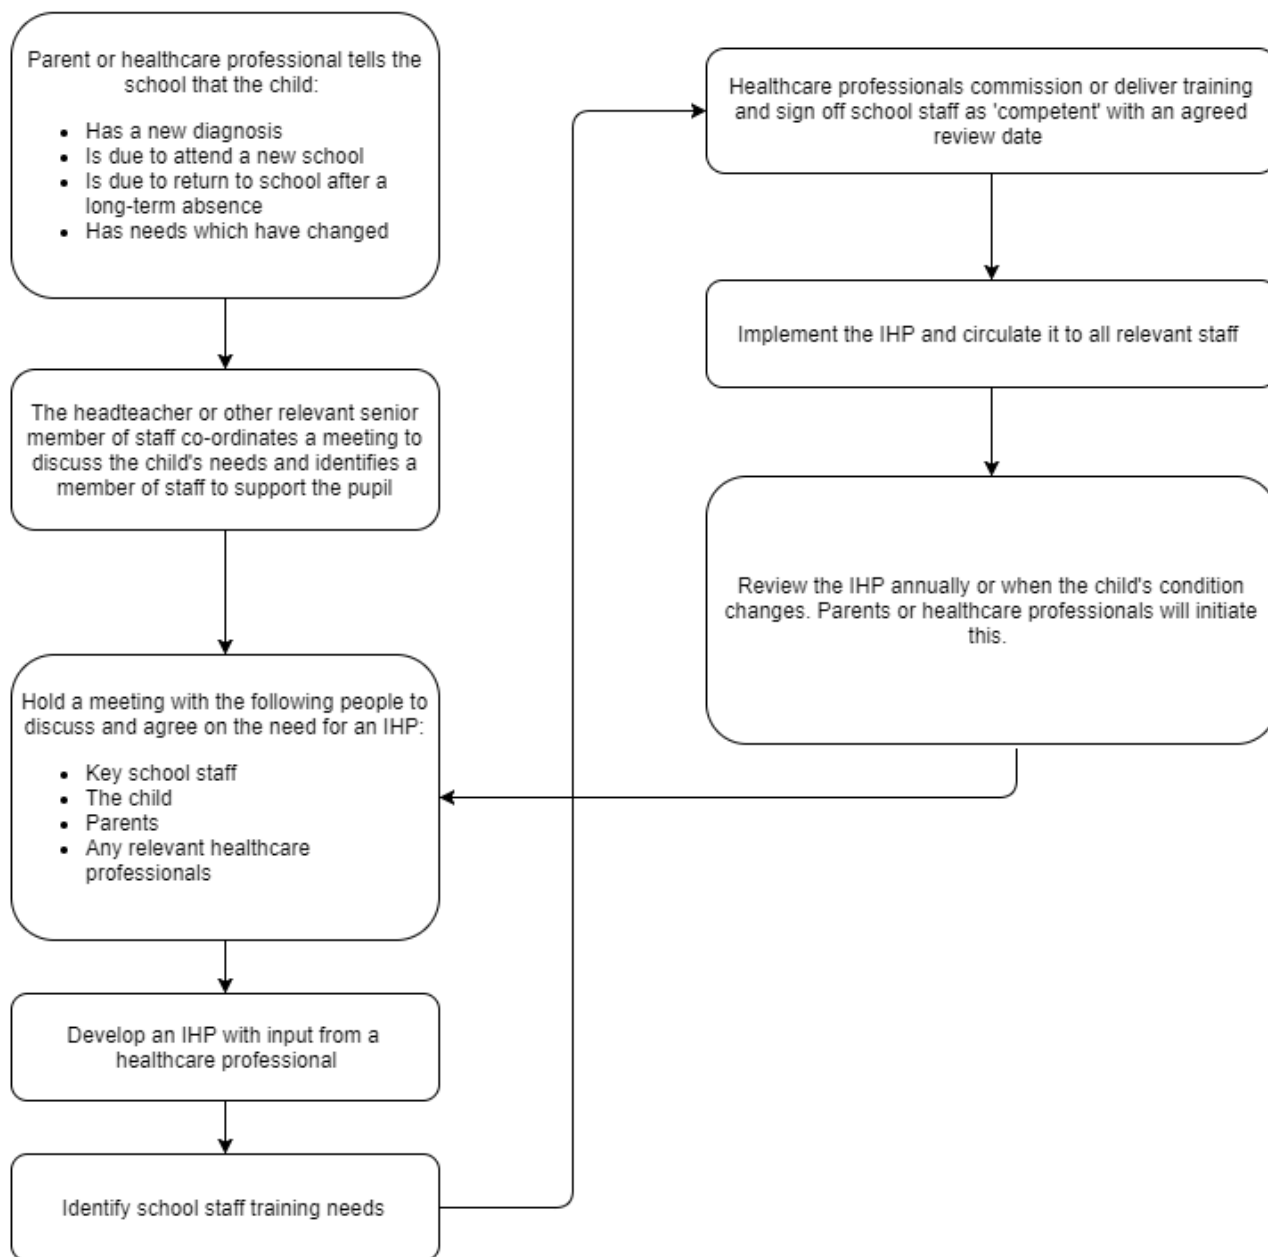 Parent or healthcare professional tells the
school that the child:
• Has a new diagnosis
• Is due to attend a new school
• Is due to return to school after a
long-term absence
• Has needs which have changed
The headteacher or other relevant senior
member of staff co-ordinates a meeting to
discuss the child's needs and identifies a
member of staff to support the pupil
Hold a meeting with the following people to
discuss and agree on the need for an IHP:
• Key school staff
• The child
• Parents
• Any relevant healthcare
professionals
Develop an IHP with input from a
healthcare professional
Identify school staff training needs
Healthcare professionals commission or deliver training
and sign off school staff as 'competent' with an agreed
review date
Implement the IHP and circulate it to all relevant staff
Review the IHP annually or when the child's condition
changes. Parents or healthcare professionals will initiate
this.